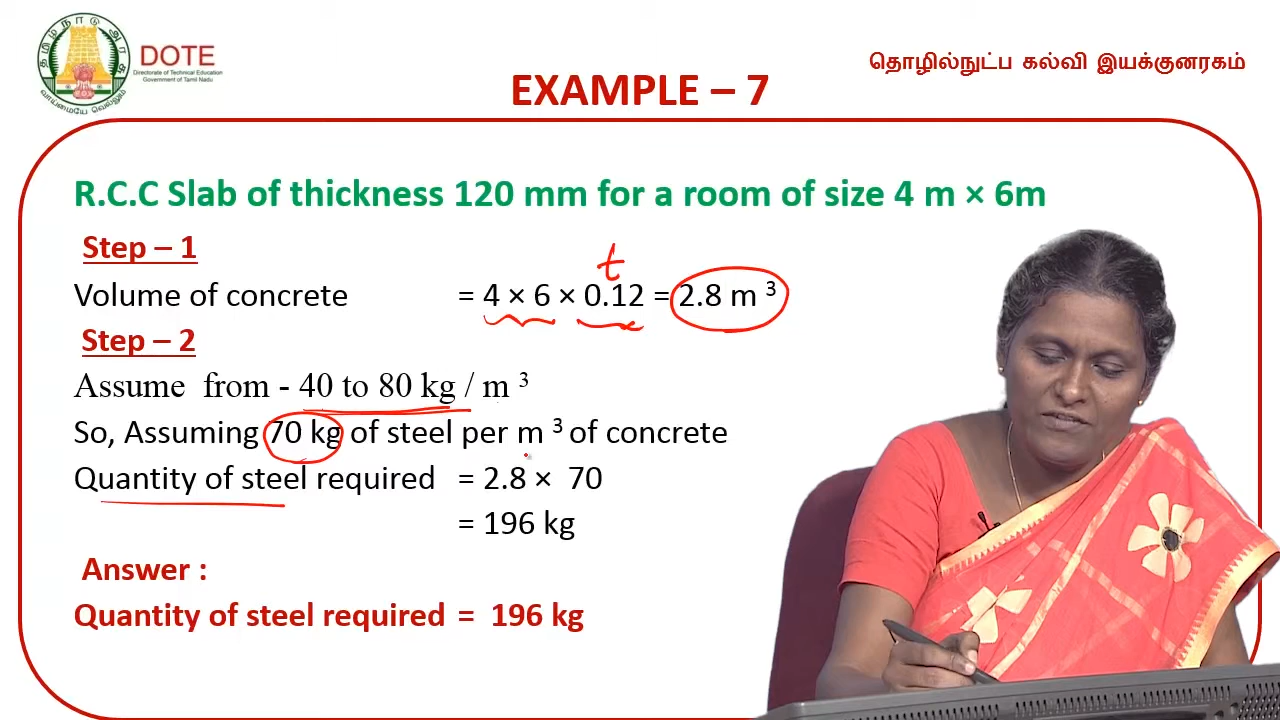 தமிழ்நாடு அரசு
வாய்மையே வெல்லும்
DOTE
Directorate of Technical Education
Government of Tamil Nadu
தொழில்நுட்ப கல்வி இயக்குனரகம்
EXAMPLE – 7
R.C.C Slab of thickness 120 mm for a room of size 4 m × 6m
Step – 1
t
Volume of concrete = 4 × 6 × 0.12 = 2.8 m ³
Step – 2
Assume from - 40 to 80 kg / m ³
So, Assuming 70 kg of steel per m ³ of concrete
Quantity of steel required = 2.8 × 70
= 196 kg
Answer :
Quantity of steel required = 196 kg